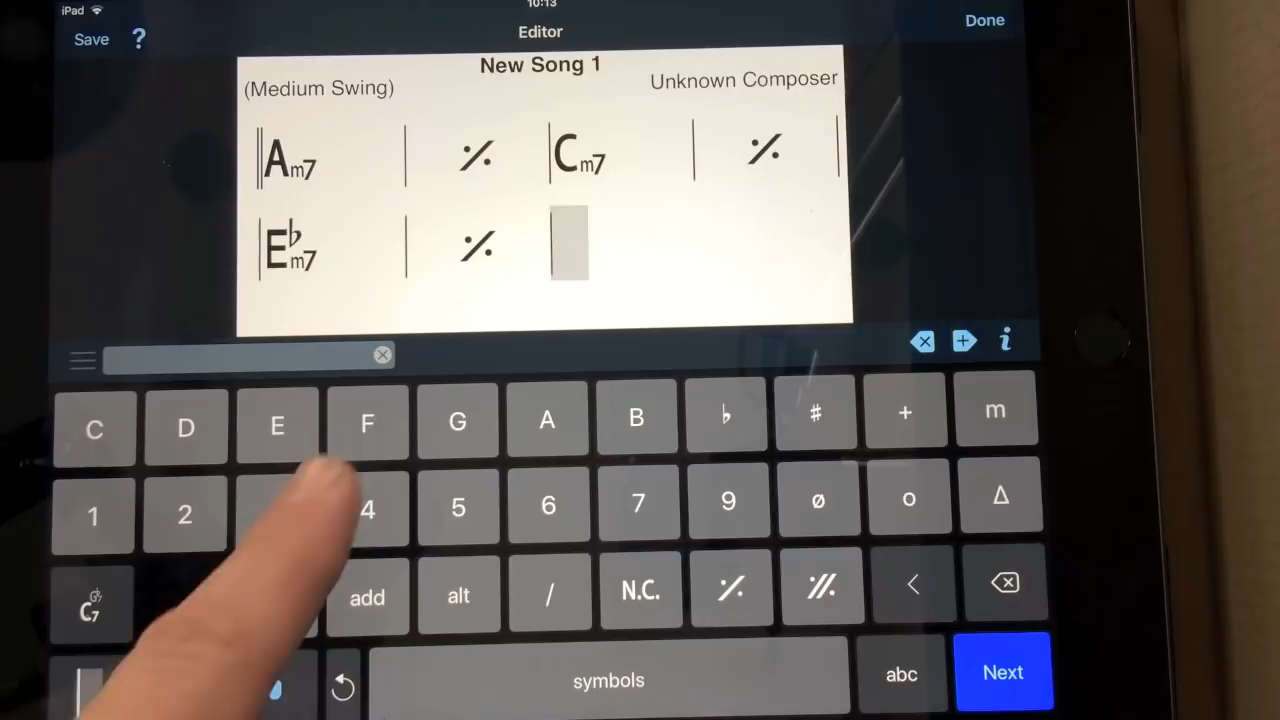 iPad 10:13
Save ? Editor Done
New Song 1
(Medium Swing) Unknown Composer
Am7 𝄎 Cm7 𝄎
E♭m7 𝄎
i
C D E F G A B ♭ ♯ + m
1 2 4 5 6 7 9 ø o Δ
C7 add alt / N.C. 𝄎 𝄏 < 
symbols abc Next